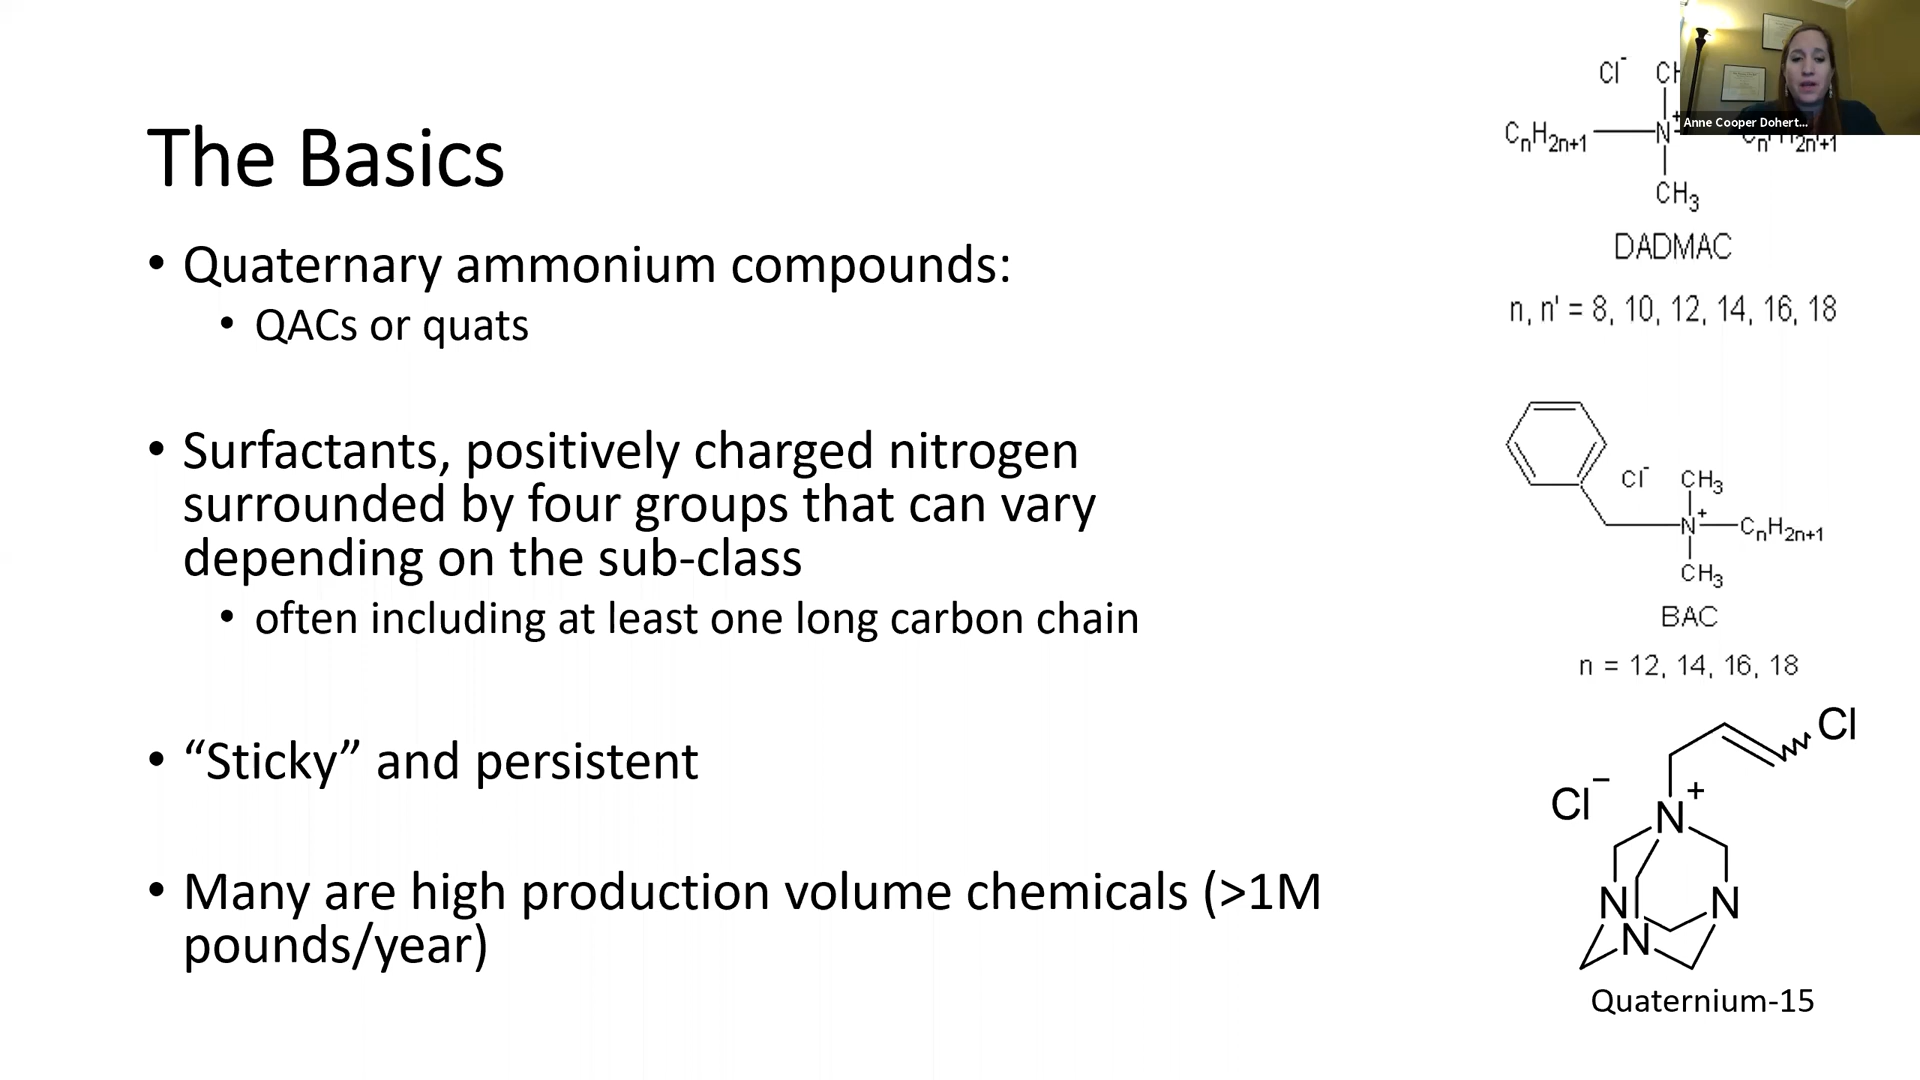 The Basics
• Quaternary ammonium compounds:
• QACs or quats
• Surfactants, positively charged nitrogen
surrounded by four groups that can vary
depending on the sub-class
• often including at least one long carbon chain
• “Sticky” and persistent
• Many are high production volume chemicals (>1M
pounds/year)
Cl-
CnH2n+1 N+
CH3
DADMAC
n, n' = 8, 10, 12, 14, 16, 18
Anne Cooper Dohert...
Cl- CH3
N+ CnH2n+1
CH3
BAC
n = 12, 14, 16, 18
Cl
Cl−
N+
N N
N
Quaternium-15